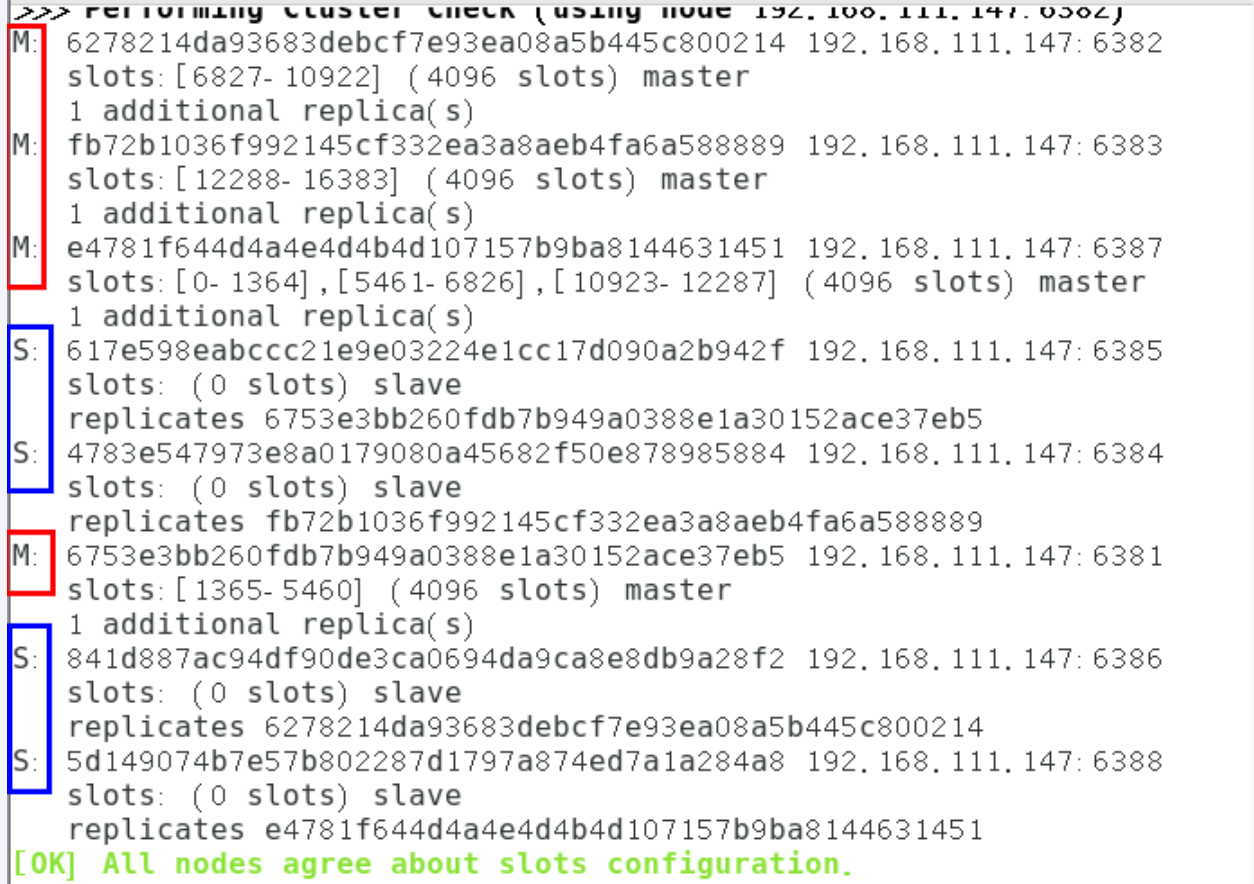 >>> Performing Cluster Check (using node 192.168.111.147:6382)
M: 6278214da93683debcf7e93ea08a5b445c800214 192.168.111.147:6382
slots:[6827-10922] (4096 slots) master
1 additional replica(s)
M: fb72b1036f992145cf332ea3a8aeb4fa6a588889 192.168.111.147:6383
slots:[12288-16383] (4096 slots) master
1 additional replica(s)
M: e4781f644d4a4e4d4b4d107157b9ba8144631451 192.168.111.147:6387
slots:[0-1364],[5461-6826],[10923-12287] (4096 slots) master
1 additional replica(s)
S: 617e598eabccc21e9e03224e1cc17d090a2b942f 192.168.111.147:6385
slots: (0 slots) slave
replicates 6753e3bb260fdb7b949a0388e1a30152ace37eb5
S: 4783e547973e8a0179080a45682f50e878985884 192.168.111.147:6384
slots: (0 slots) slave
replicates fb72b1036f992145cf332ea3a8aeb4fa6a588889
M: 6753e3bb260fdb7b949a0388e1a30152ace37eb5 192.168.111.147:6381
slots:[1365-5460] (4096 slots) master
1 additional replica(s)
S: 841d887ac94df90de3ca0694da9ca8e8db9a28f2 192.168.111.147:6386
slots: (0 slots) slave
replicates 6278214da93683debcf7e93ea08a5b445c800214
S: 5d149074b7e57b802287d1797a874ed7a1a284a8 192.168.111.147:6388
slots: (0 slots) slave
replicates e4781f644d4a4e4d4b4d107157b9ba8144631451
[OK] All nodes agree about slots configuration.